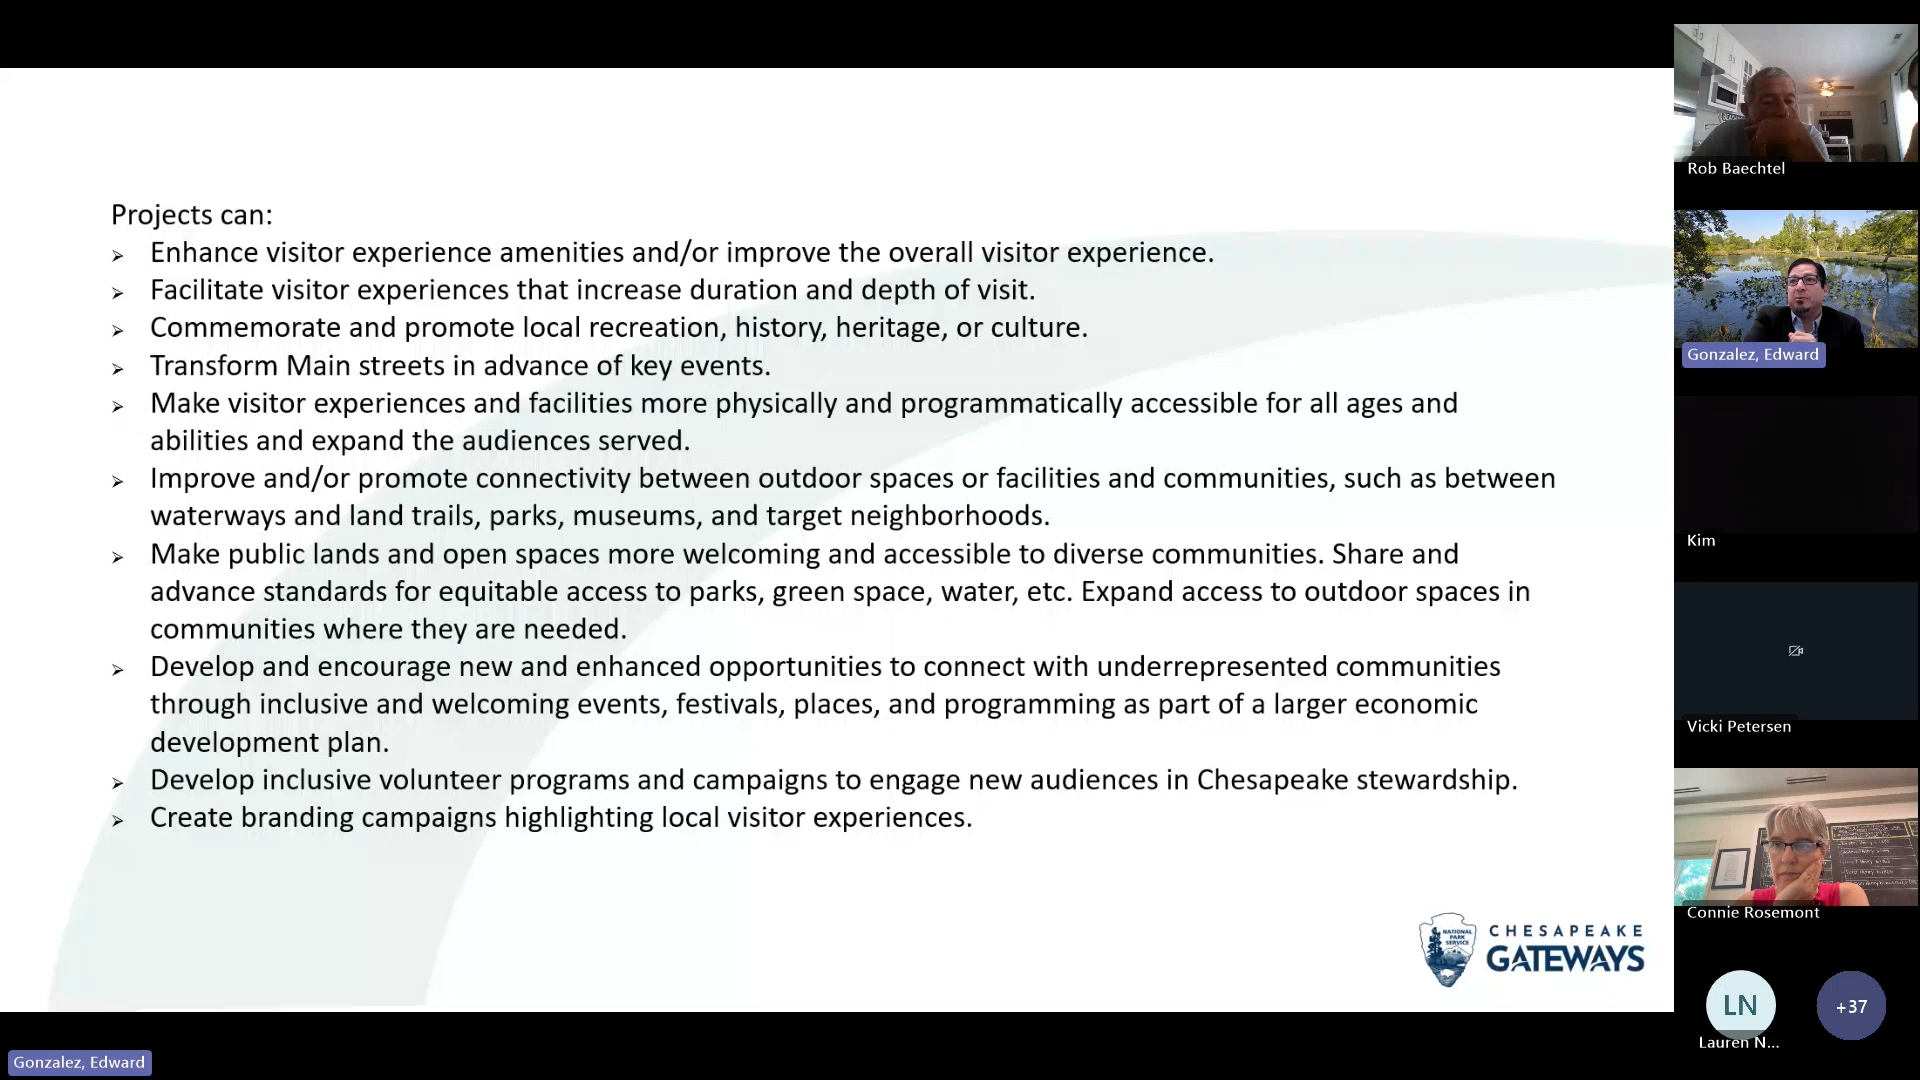 Projects can:
Enhance visitor experience amenities and/or improve the overall visitor experience.
Facilitate visitor experiences that increase duration and depth of visit.
Commemorate and promote local recreation, history, heritage, or culture.
Transform Main streets in advance of key events.
Make visitor experiences and facilities more physically and programmatically accessible for all ages and
abilities and expand the audiences served.
Improve and/or promote connectivity between outdoor spaces or facilities and communities, such as between
waterways and land trails, parks, museums, and target neighborhoods.
Make public lands and open spaces more welcoming and accessible to diverse communities. Share and
advance standards for equitable access to parks, green space, water, etc. Expand access to outdoor spaces in
communities where they are needed.
Develop and encourage new and enhanced opportunities to connect with underrepresented communities
through inclusive and welcoming events, festivals, places, and programming as part of a larger economic
development plan.
Develop inclusive volunteer programs and campaigns to engage new audiences in Chesapeake stewardship.
Create branding campaigns highlighting local visitor experiences.
NATIONAL
PARK
SERVICE
CHESAPEAKE
GATEWAYS
Gonzalez, Edward
Rob Baechtel
Gonzalez, Edward
Kim
Vicki Petersen
Connie Rosemont
LN
+37
Lauren N...